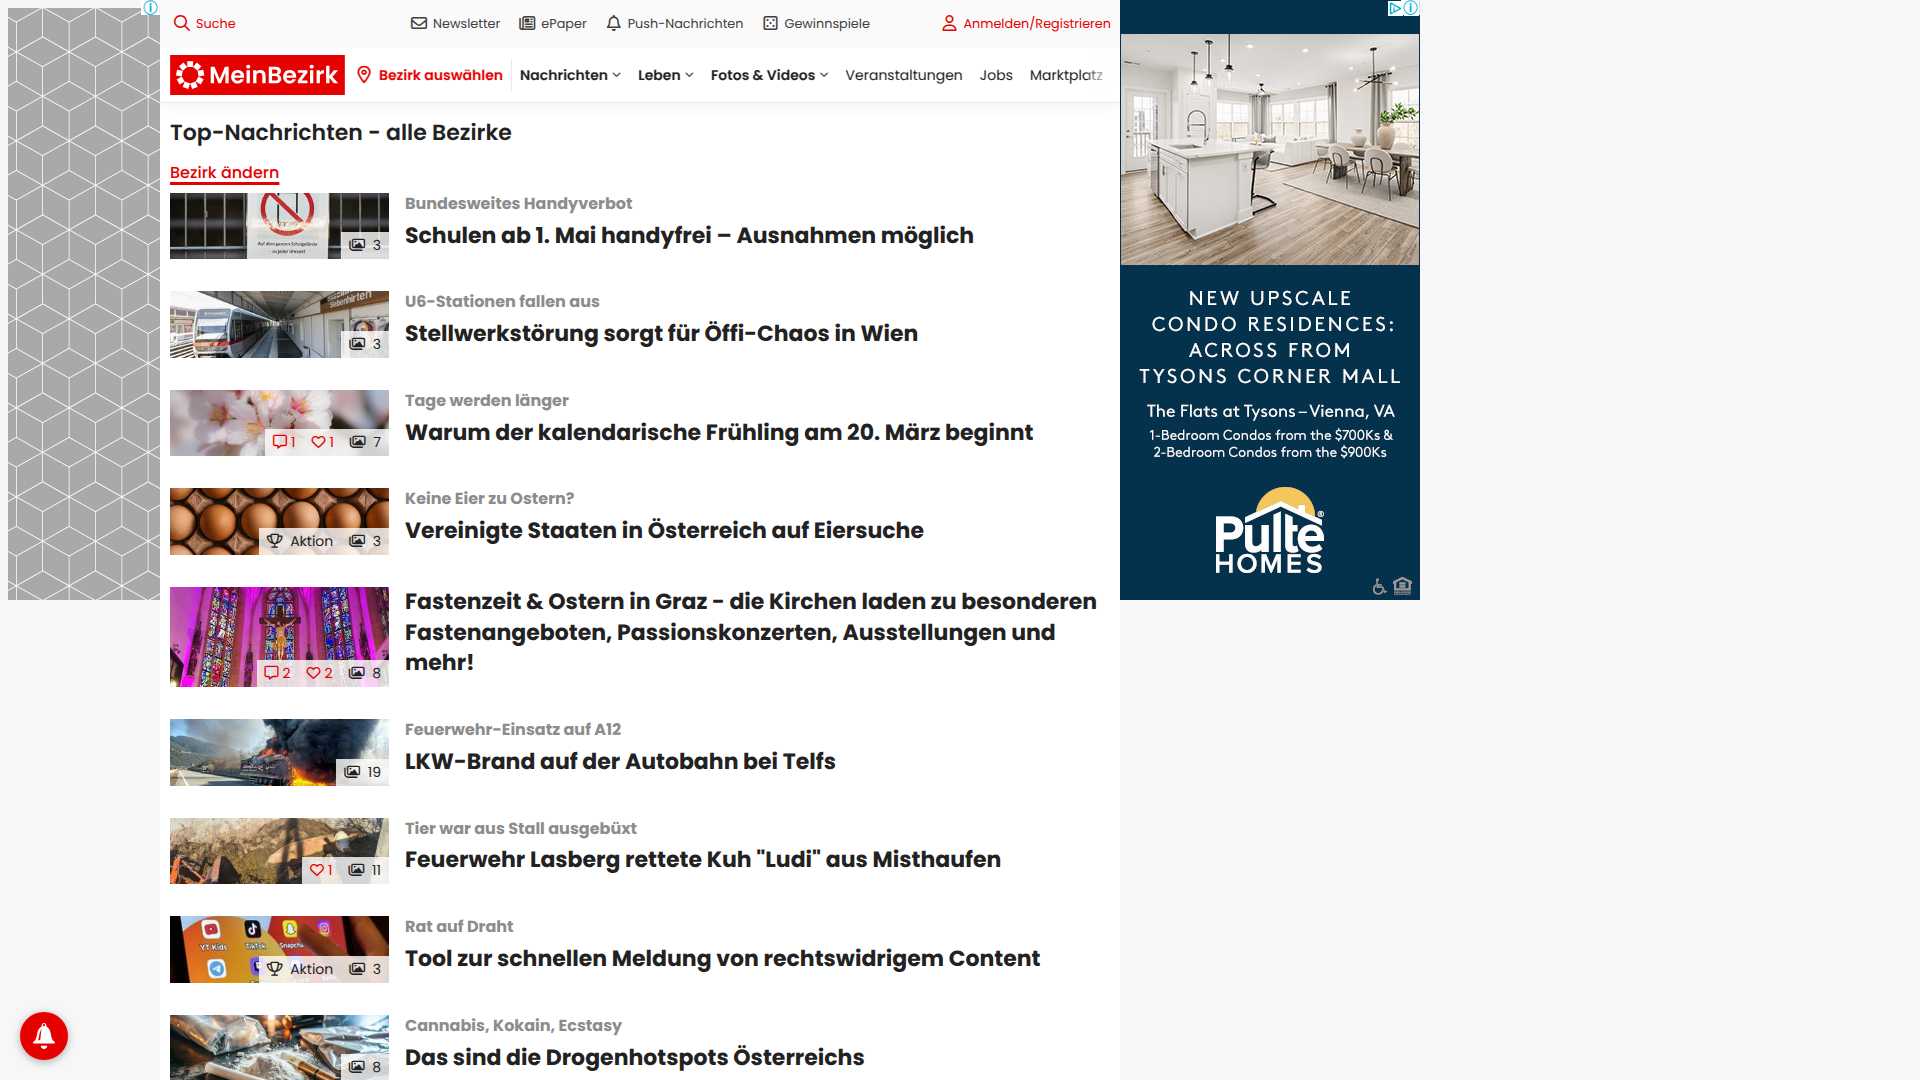 Suche
Newsletter
ePaper
Push-Nachrichten
Gewinnspiele
Anmelden/Registrieren
MeinBezirk
Bezirk auswählen
Nachrichten
Leben
Fotos & Videos
Veranstaltungen
Jobs
Marktplatz
Top-Nachrichten - alle Bezirke
Bezirk ändern
3
Bundesweites Handyverbot
Schulen ab 1. Mai handyfrei – Ausnahmen möglich
Siebenhirten
3
U6-Stationen fallen aus
Stellwerkstörung sorgt für Öffi-Chaos in Wien
1 1 7
Tage werden länger
Warum der kalendarische Frühling am 20. März beginnt
Aktion 3
Keine Eier zu Ostern?
Vereinigte Staaten in Österreich auf Eiersuche
2 2 8
Fastenzeit & Ostern in Graz - die Kirchen laden zu besonderen
Fastenangeboten, Passionskonzerten, Ausstellungen und
mehr!
19
Feuerwehr-Einsatz auf A12
LKW-Brand auf der Autobahn bei Telfs
1 11
Tier war aus Stall ausgebüxt
Feuerwehr Lasberg rettete Kuh "Ludi" aus Misthaufen
YT Kids TikTok Snapcha
Aktion 3
Rat auf Draht
Tool zur schnellen Meldung von rechtswidrigem Content
8
Cannabis, Kokain, Ecstasy
Das sind die Drogenhotspots Österreichs
NEW UPSCALE
CONDO RESIDENCES:
ACROSS FROM
TYSONS CORNER MALL
The Flats at Tysons – Vienna, VA
1-Bedroom Condos from the $700Ks &
2-Bedroom Condos from the $900Ks
Pulte®
HOMES